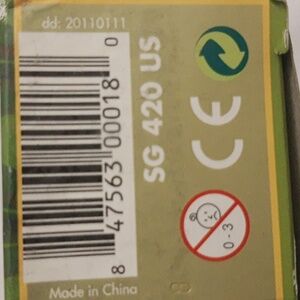 dd: 20110111
8 47563 00018 0
Made in China
SG 420 US
CE
0-3